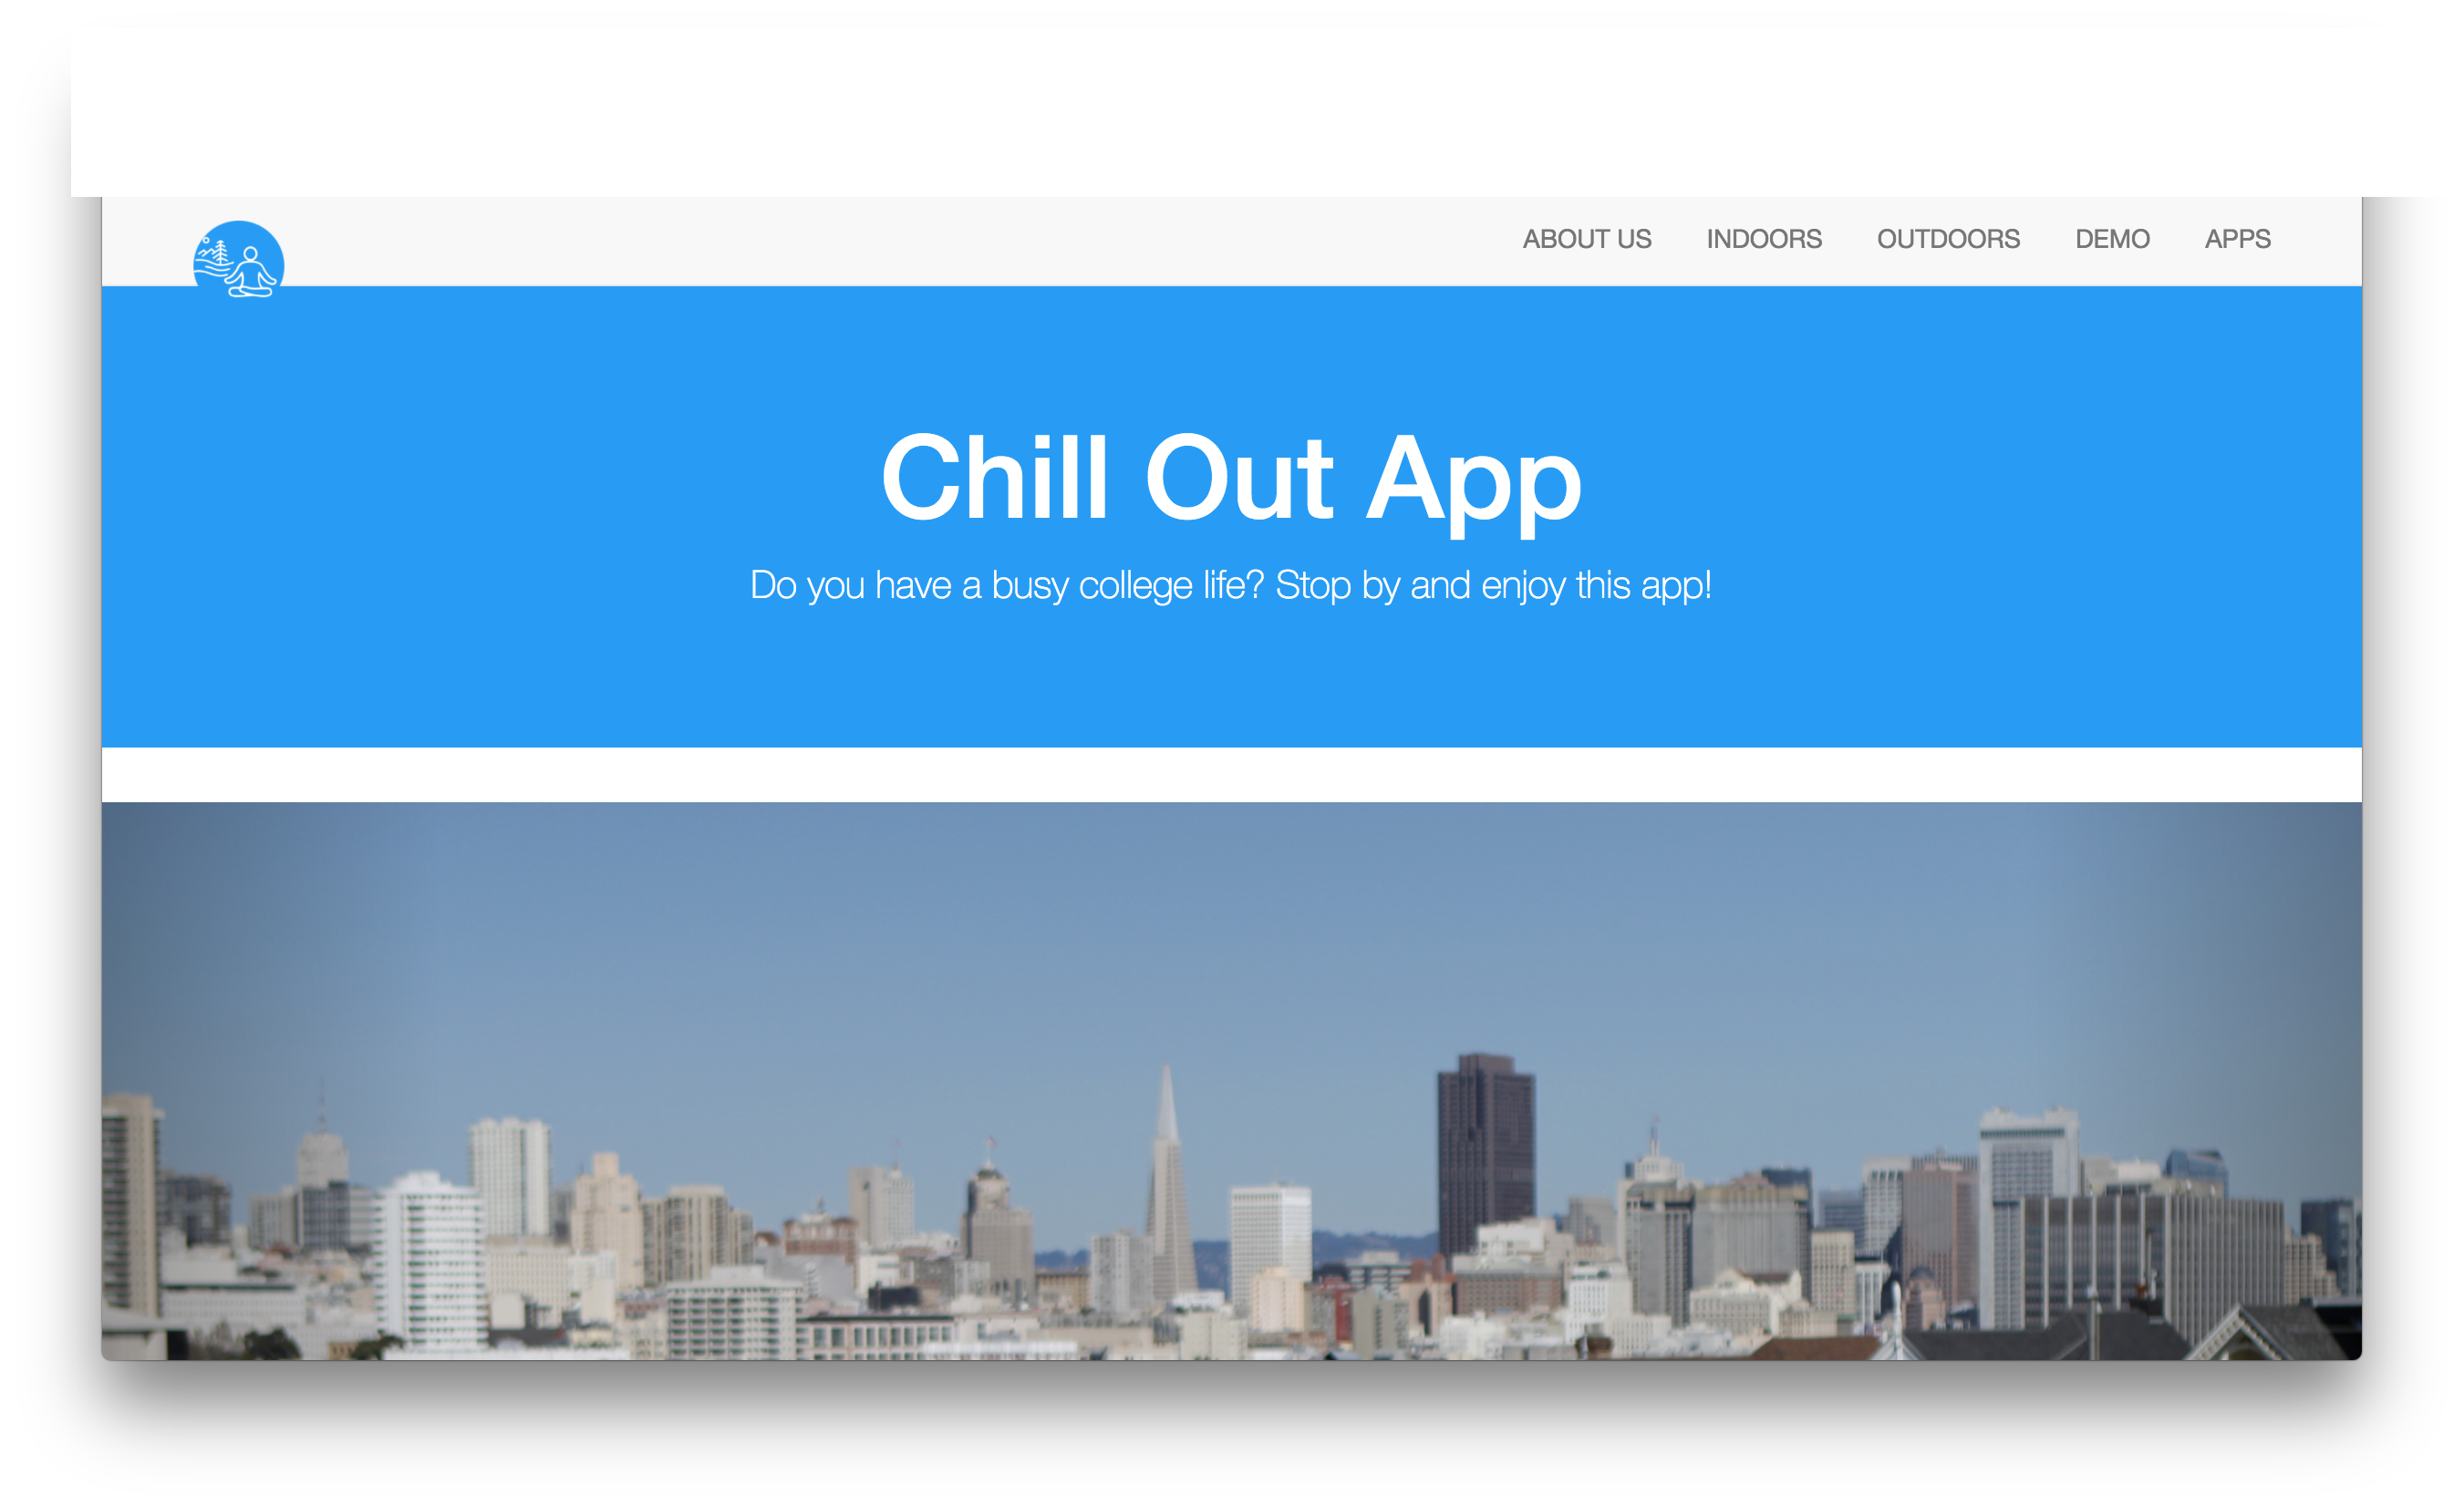 ABOUT US INDOORS OUTDOORS DEMO APPS
Chill Out App
Do you have a busy college life? Stop by and enjoy this app!